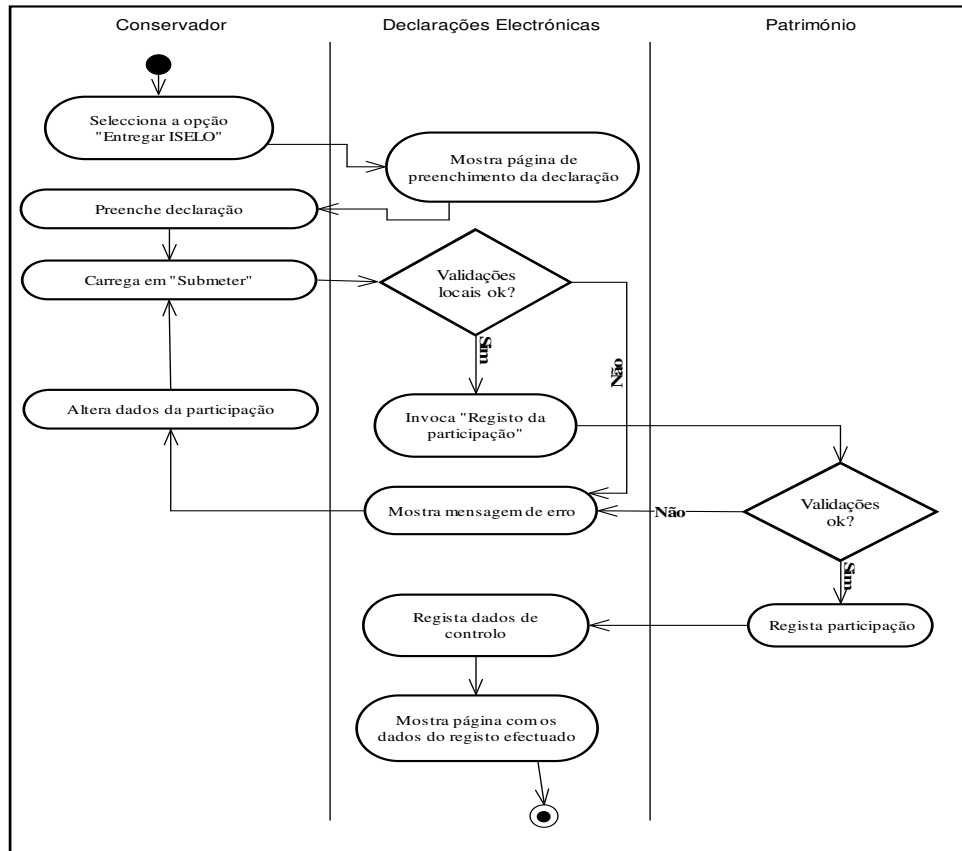 Conservador
Declarações Electrónicas
Património
Selecciona a opção
"Entregar ISELO"
Mostra página de
preenchimento da declaração
Preenche declaração
Carrega em "Submeter"
Validações
locais ok?
Sim
Não
Altera dados da participação
Invoca "Registo da
participação"
Mostra mensagem de erro
Não
Validações
ok?
Sim
Regista dados de
controlo
Regista participação
Mostra página com os
dados do registo efectuado